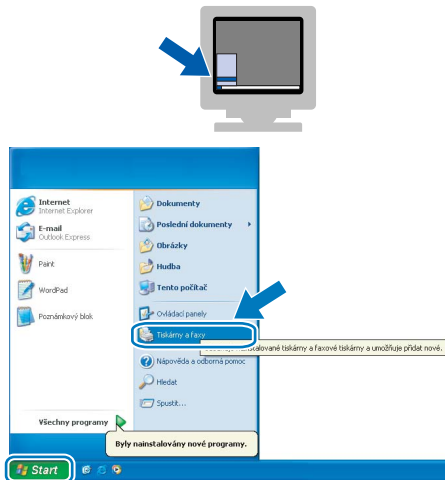 Internet
Internet Explorer
E-mail
Outlook Express
Paint
WordPad
Poznámkový blok
Všechny programy
Dokumenty
Poslední dokumenty
Obrázky
Hudba
Tento počítač
Ovládací panely
Tiskárny a faxy
instalované tiskárny a faxové tiskárny a umožňuje přidat nové.
Nápověda a odborná pomoc
Hledat
Spustit...
Byly nainstalovány nové programy.
Start